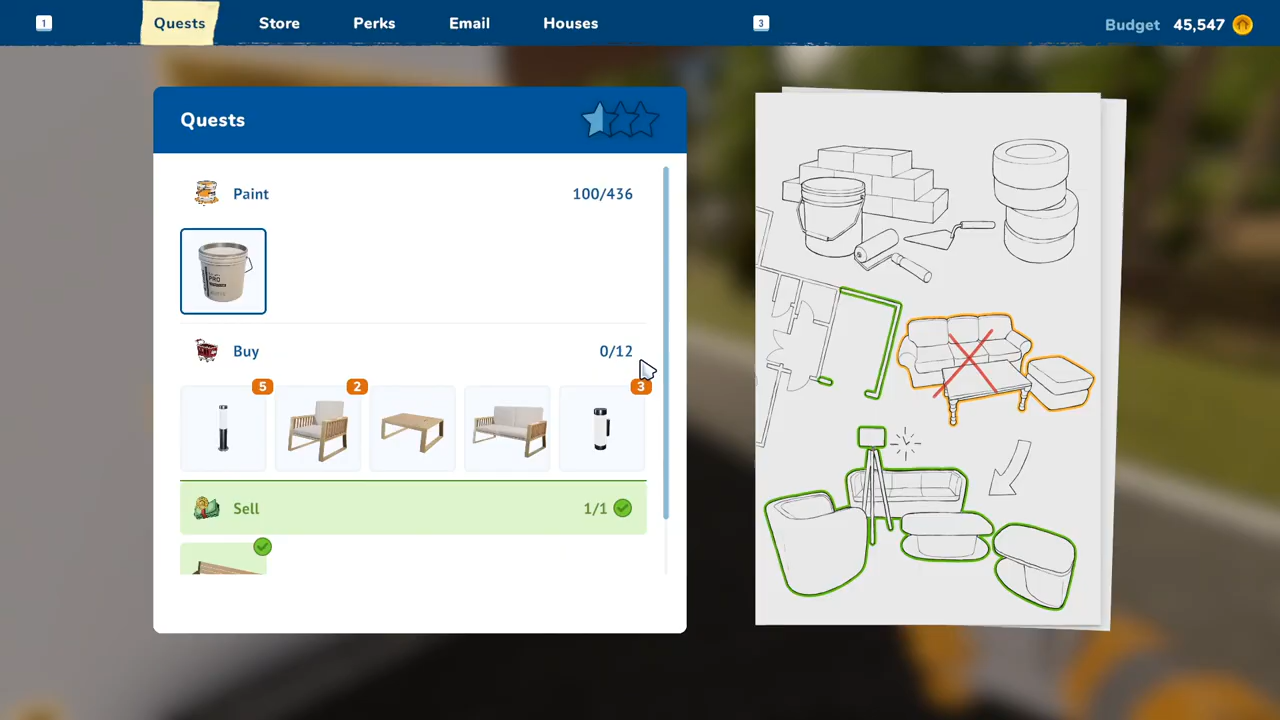 1 Quests Store Perks Email Houses 3 Budget 45,547
Quests
Paint 100/436
PRO
Buy 0/12
5 2 3
Sell 1/1